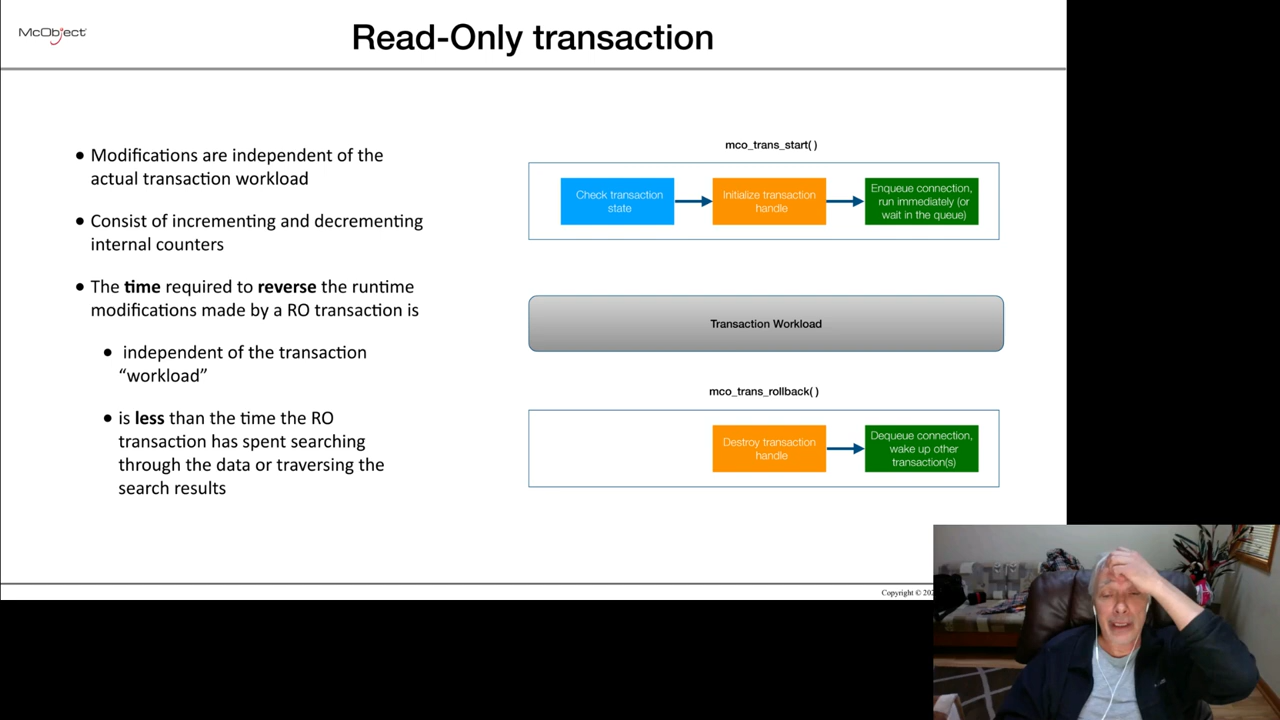 McObject
Read-Only transaction
● Modifications are independent of the
actual transaction workload
● Consist of incrementing and decrementing
internal counters
● The time required to reverse the runtime
modifications made by a RO transaction is
● independent of the transaction
“workload”
● is less than the time the RO
transaction has spent searching
through the data or traversing the
search results
mco_trans_start( )
Check transaction
state
Initialize transaction
handle
Enqueue connection,
run immediately (or
wait in the queue)
Transaction Workload
mco_trans_rollback( )
Destroy transaction
handle
Dequeue connection,
wake up other
transaction(s)
Copyright ©